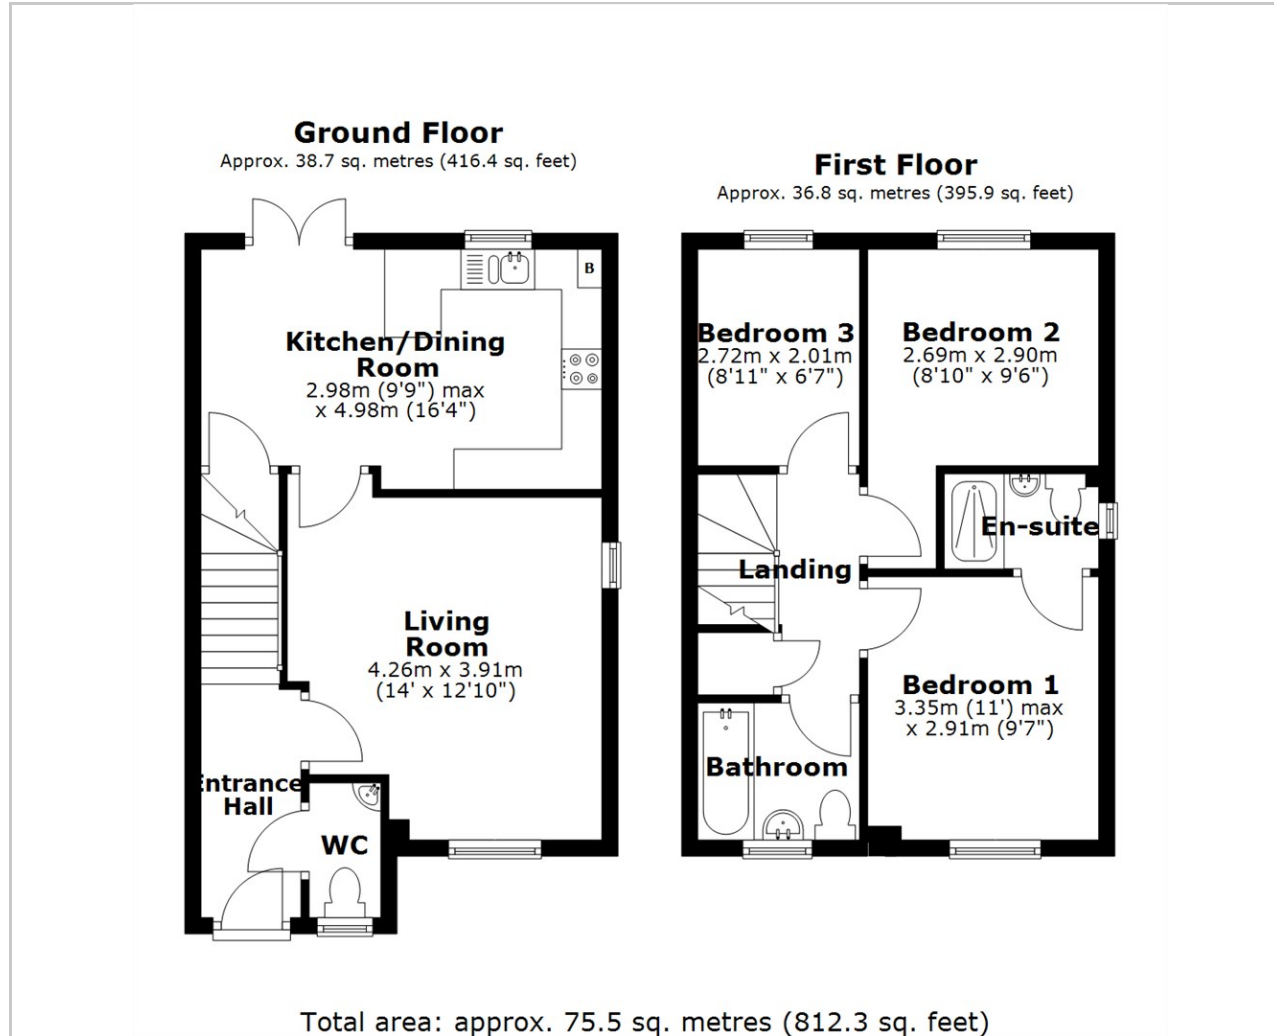 Ground Floor
Approx. 38.7 sq. metres (416.4 sq. feet)
B
Kitchen/Dining
Room
2.98m (9'9") max
x 4.98m (16'4")
Living
Room
4.26m x 3.91m
(14' x 12'10")
Entrance
Hall
WC
First Floor
Approx. 36.8 sq. metres (395.9 sq. feet)
Bedroom 3
2.72m x 2.01m
(8'11" x 6'7")
Bedroom 2
2.69m x 2.90m
(8'10" x 9'6")
En-suite
Landing
Bedroom 1
3.35m (11') max
x 2.91m (9'7")
Bathroom
Total area: approx. 75.5 sq. metres (812.3 sq. feet)